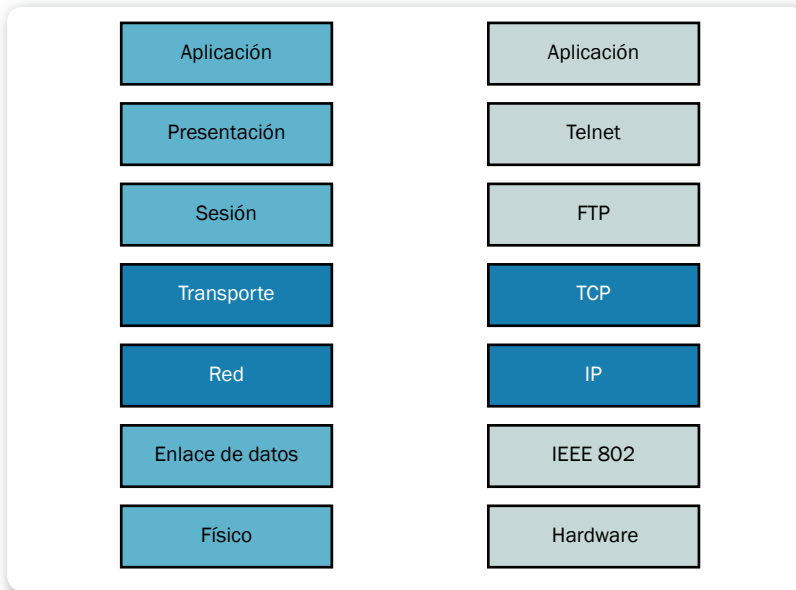 Aplicación
Aplicación
Presentación
Telnet
Sesión
FTP
Transporte
TCP
Red
IP
Enlace de datos
IEEE 802
Físico
Hardware